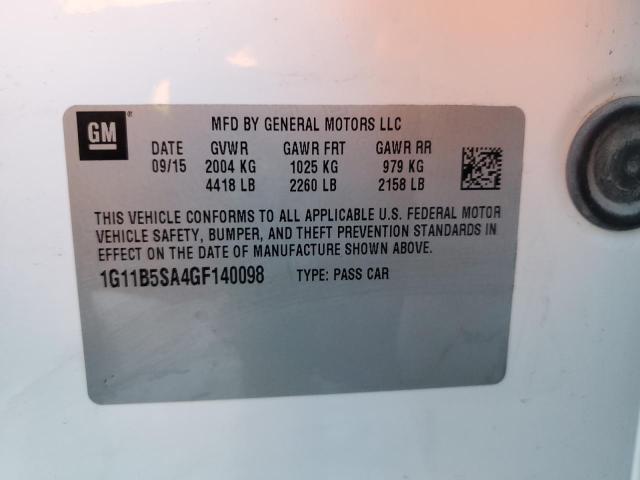 GM®
MFD BY GENERAL MOTORS LLC
DATE GVWR GAWR FRT GAWR RR
09/15 2004 KG 1025 KG 979 KG
4418 LB 2260 LB 2158 LB
THIS VEHICLE CONFORMS TO ALL APPLICABLE U.S. FEDERAL MOTOR
VEHICLE SAFETY, BUMPER, AND THEFT PREVENTION STANDARDS IN
EFFECT ON THE DATE OF MANUFACTURE SHOWN ABOVE.
1G11B5SA4GF140098 TYPE: PASS CAR